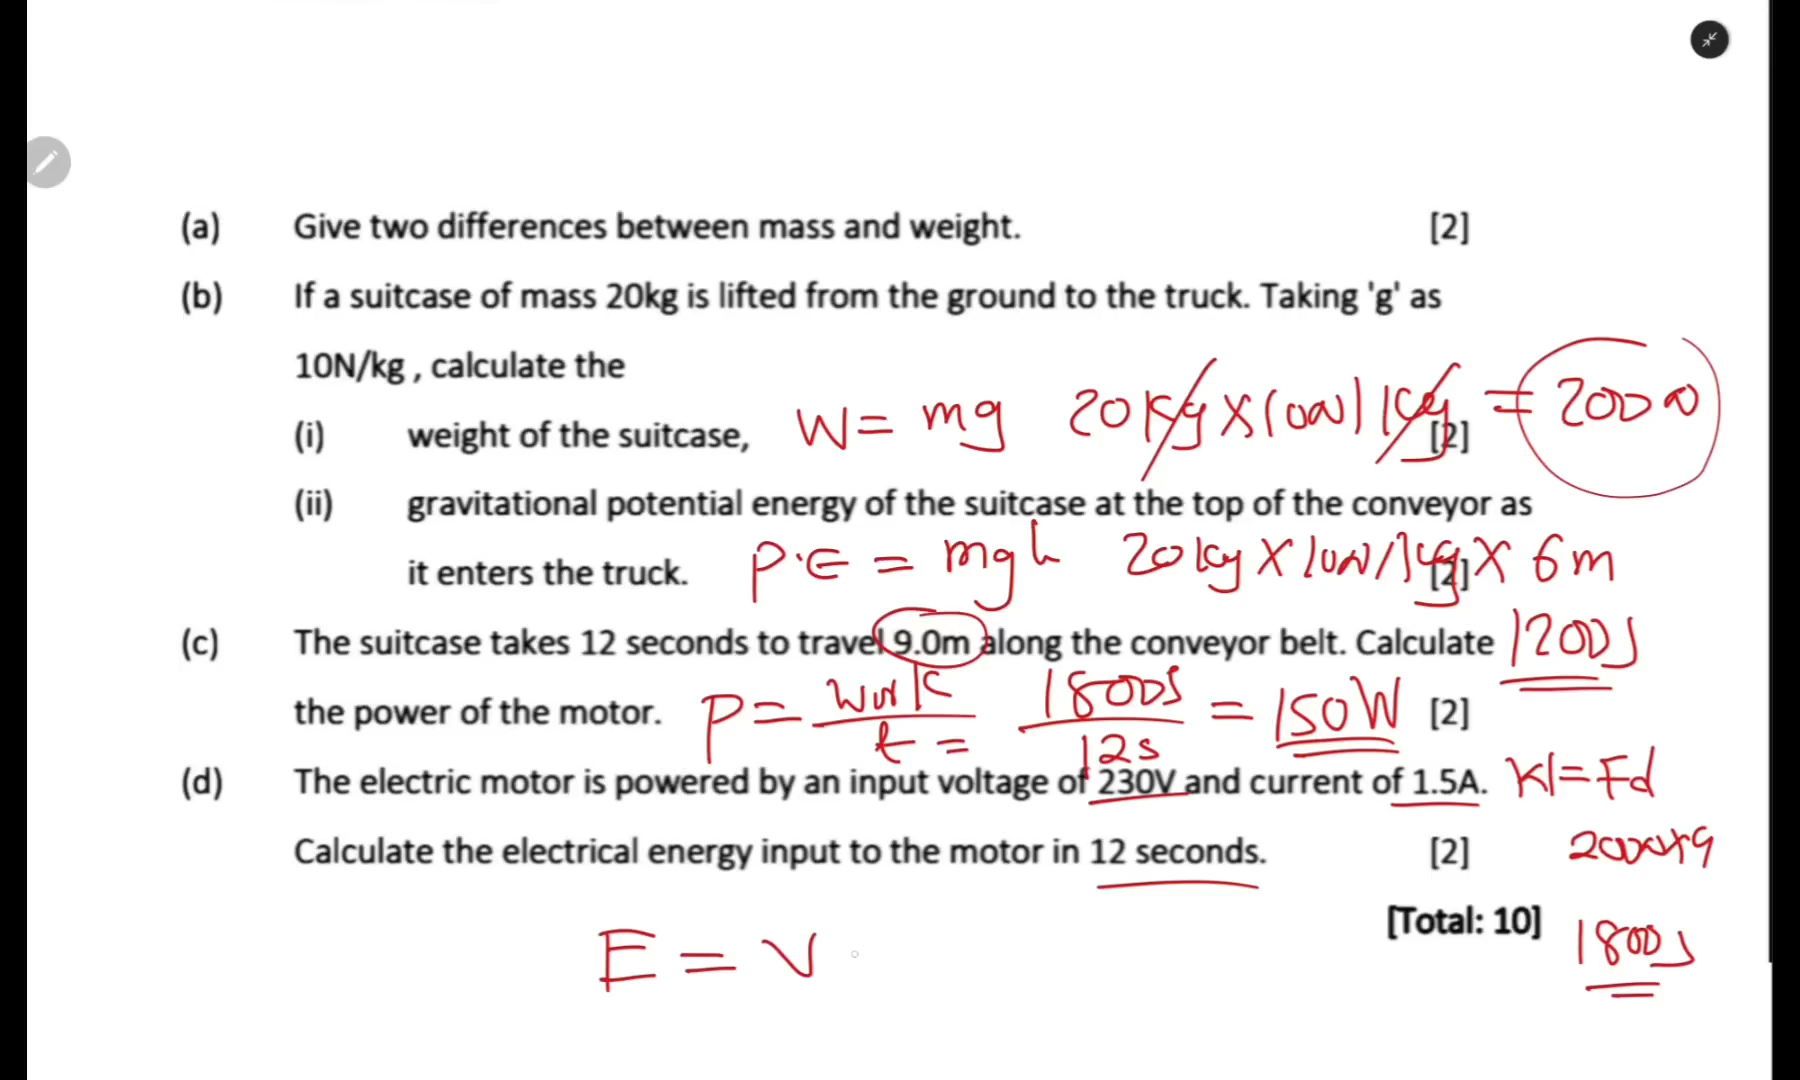 (a) Give two differences between mass and weight. [2]
(b) If a suitcase of mass 20kg is lifted from the ground to the truck. Taking 'g' as
10N/kg , calculate the
(i) weight of the suitcase, W = mg 20kg X 10N/kg = 200N [2]
(ii) gravitational potential energy of the suitcase at the top of the conveyor as
it enters the truck. P.E = mgh 20kg X 10N/kg X 6m [2]
(c) The suitcase takes 12 seconds to travel 9.0m along the conveyor belt. Calculate 1200J
the power of the motor. P = Work / t = 1800J / 12s = 150W [2]
(d) The electric motor is powered by an input voltage of 230V and current of 1.5A. W = Fd
Calculate the electrical energy input to the motor in 12 seconds. [2] 200N x 9
[Total: 10] 1800J
E = V